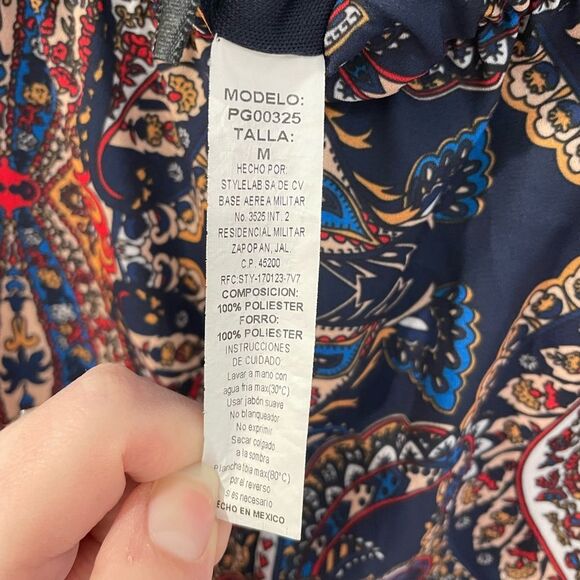 MODELO:
PG00325
TALLA:
M
HECHO POR:
STYLELAB SA DE CV
BASE AEREA MILITAR
No. 3525 INT. 2
RESIDENCIAL MILITAR
ZAPOPAN, JAL.
C.P. 45200
RFC:STY-170123-7V7
COMPOSICION:
100% POLIESTER
FORRO:
100% POLIESTER
INSTRUCCIONES
DE CUIDADO
Lavar a mano con
agua fria max(30°C)
Usar jabón suave
No blanqueador
No exprimir
Secar colgado
a la sombra
Plancha tibia max(80°C)
por el reverso
si es necesario
ECHO EN MEXICO